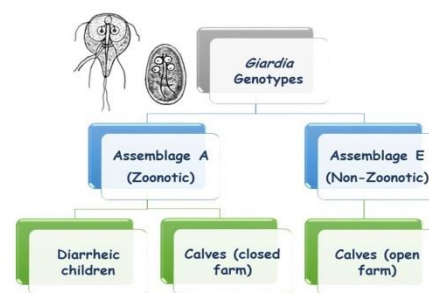 Giardia
Genotypes
Assemblage A
(Zoonotic)
Assemblage E
(Non-Zoonotic)
Diarrheic
children
Calves (closed
farm)
Calves (open
farm)